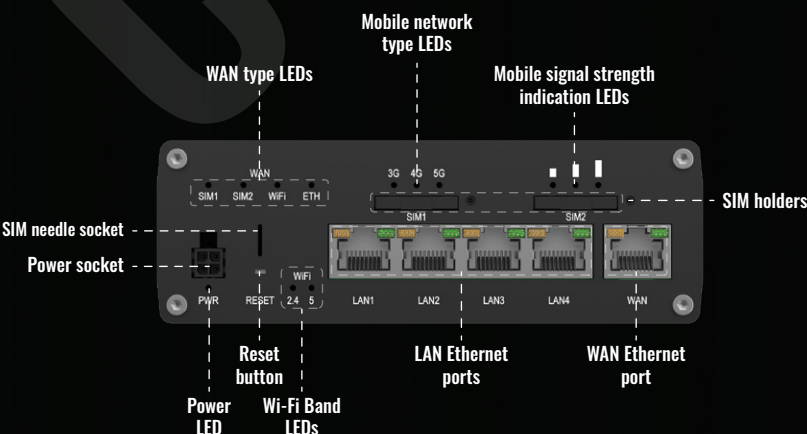 Mobile network
type LEDs
WAN type LEDs
Mobile signal strength
indication LEDs
WAN
SIM1 SIM2 WiFi ETH
3G 4G 5G
SIM1
SIM2
SIM holders
SIM needle socket
Power socket
WiFi
2.4 5
PWR
RESET
LAN1
LAN2
LAN3
LAN4
WAN
Reset
button
LAN Ethernet
ports
WAN Ethernet
port
Power
LED
Wi-Fi Band
LEDs